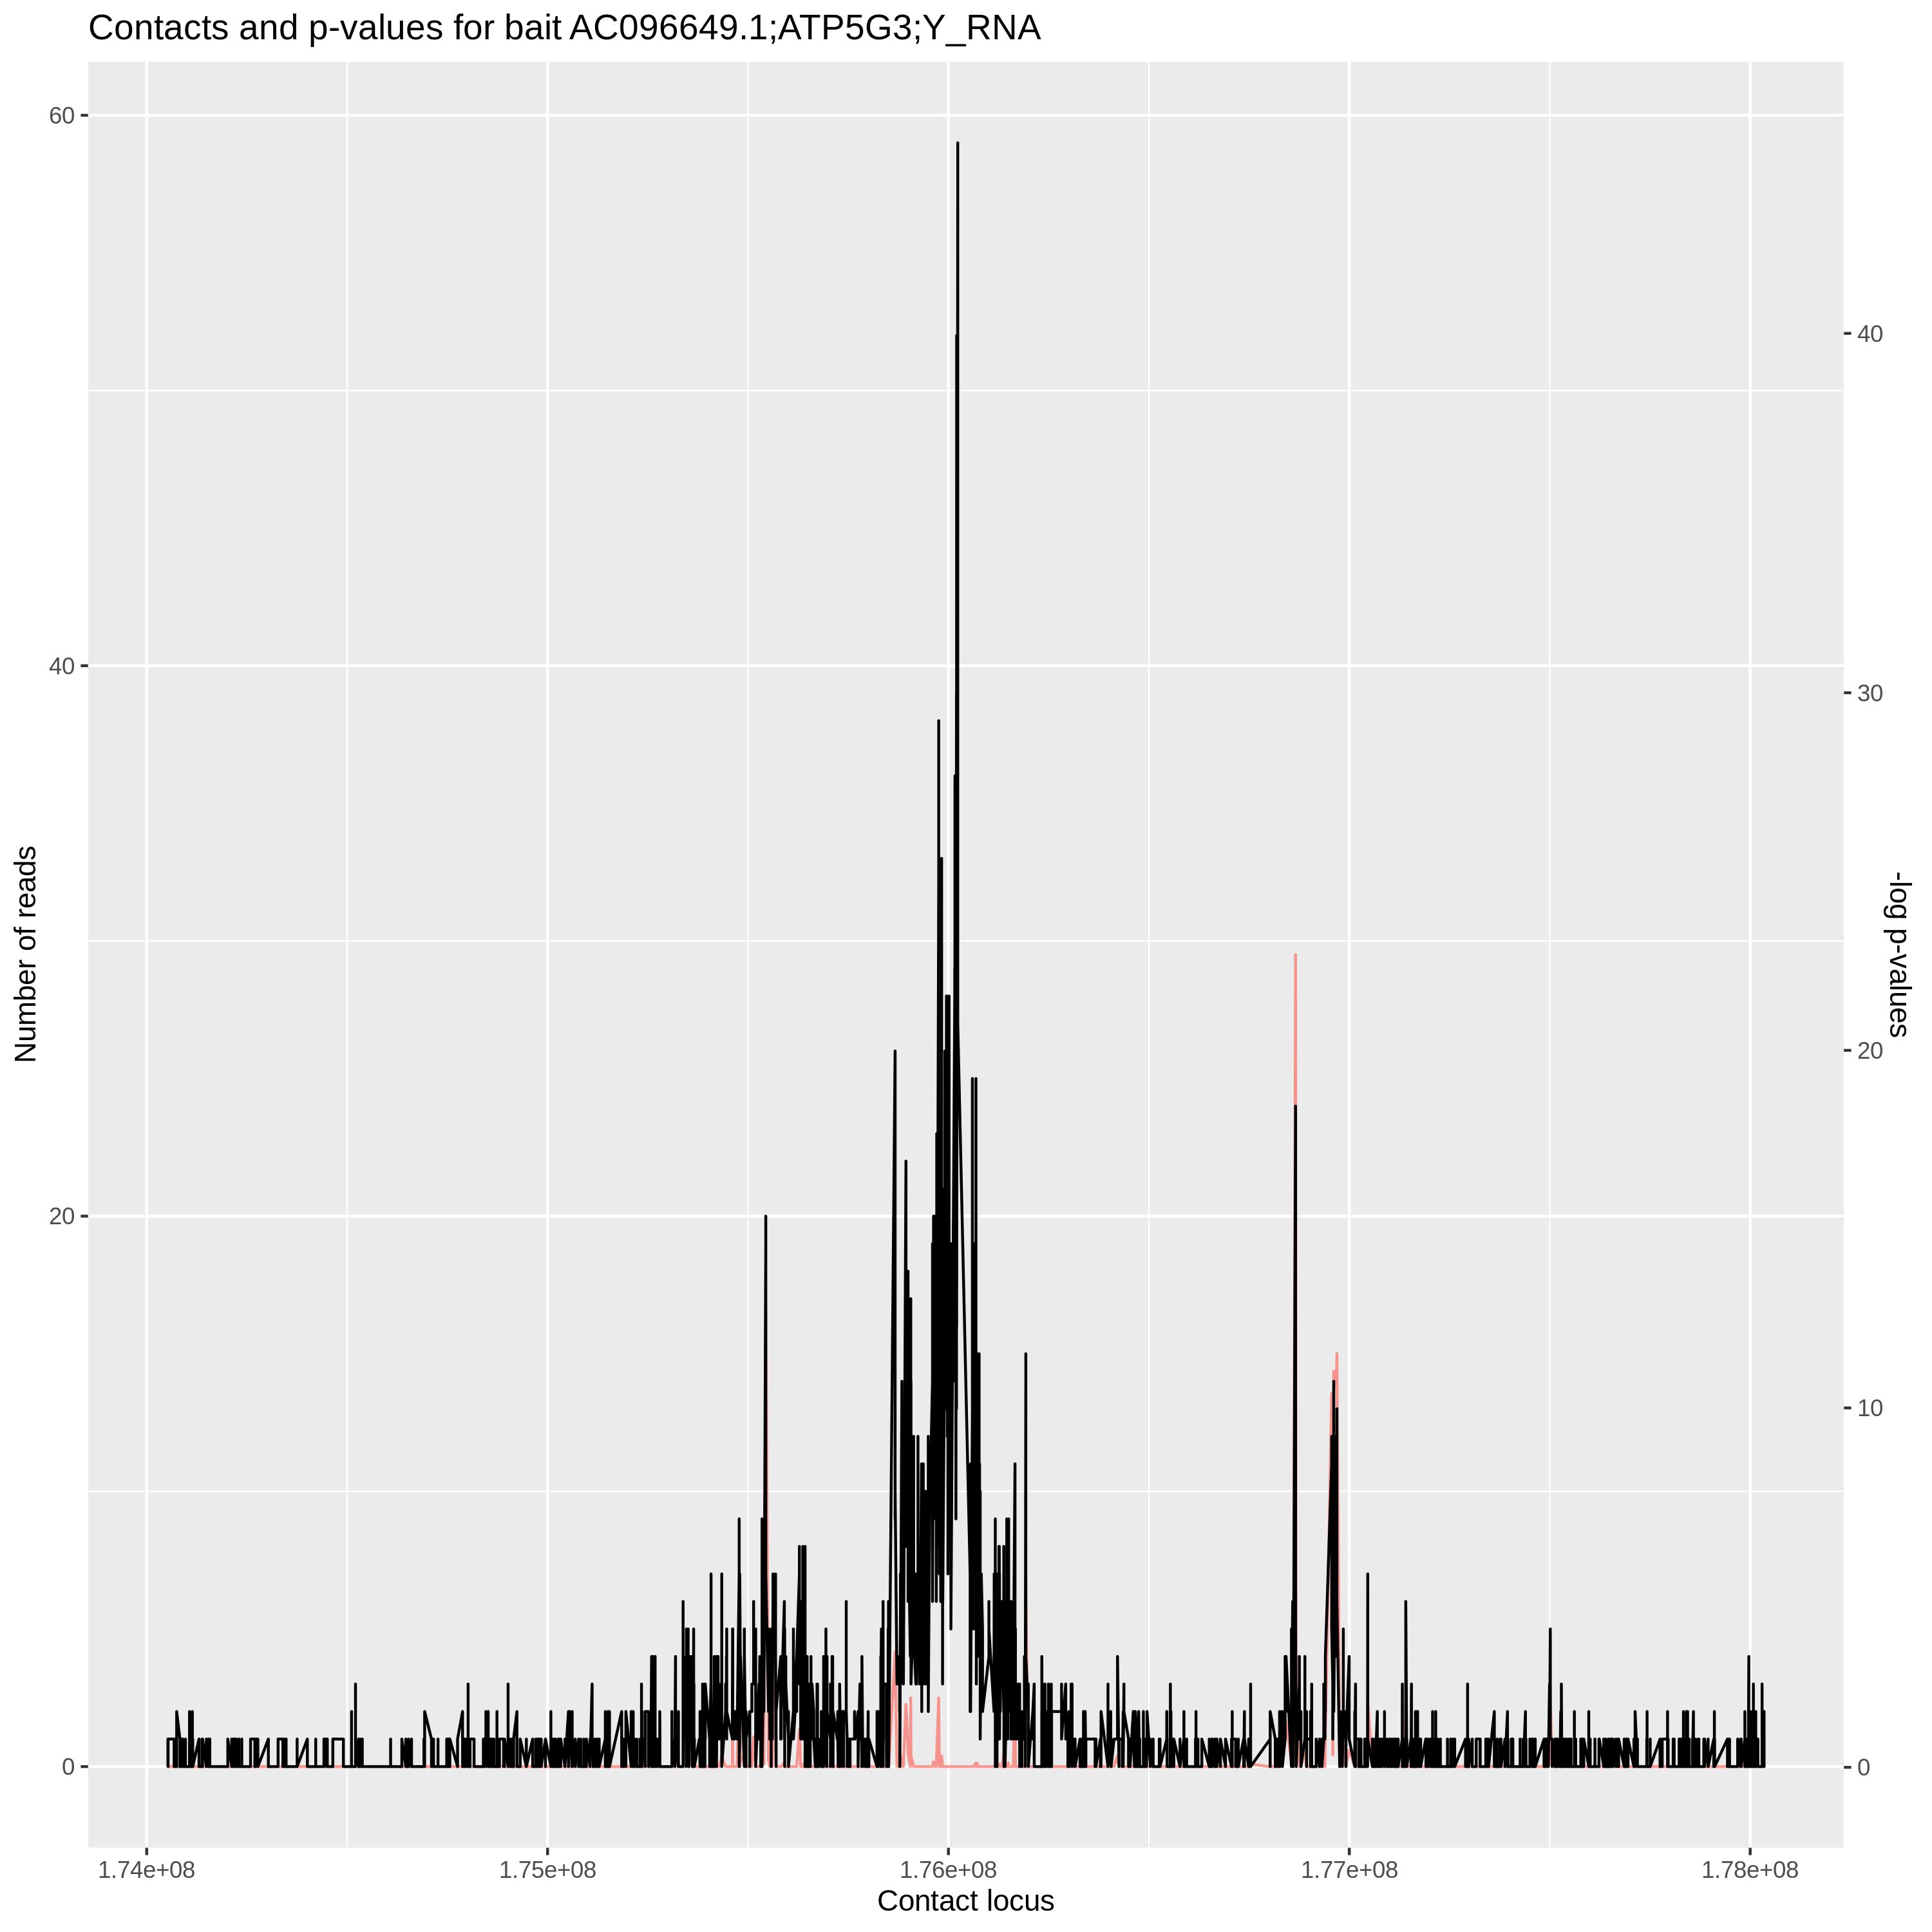 Contacts and p-values for bait AC096649.1;ATP5G3;Y_RNA
60
40
20
0
Number of reads
40
30
20
10
0
-log p-values
1.74e+08
1.75e+08
1.76e+08
1.77e+08
1.78e+08
Contact locus